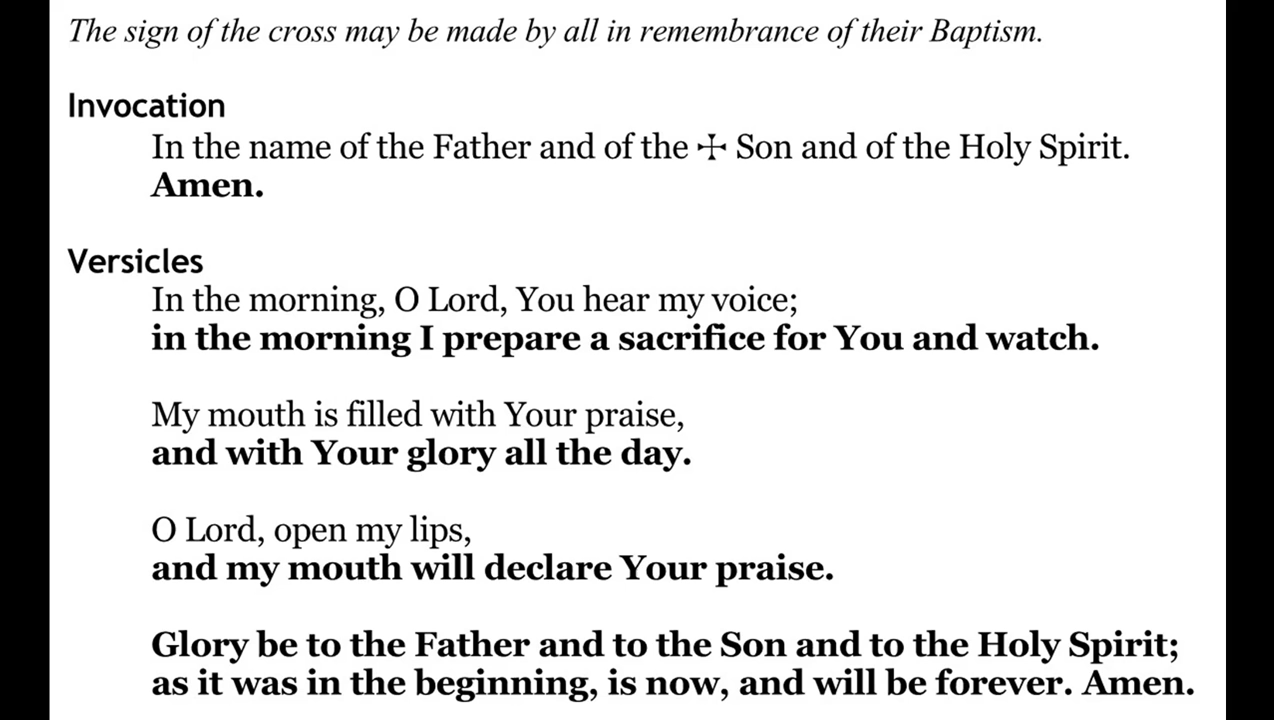 The sign of the cross may be made by all in remembrance of their Baptism.
Invocation
In the name of the Father and of the ☩ Son and of the Holy Spirit.
Amen.
Versicles
In the morning, O Lord, You hear my voice;
in the morning I prepare a sacrifice for You and watch.
My mouth is filled with Your praise,
and with Your glory all the day.
O Lord, open my lips,
and my mouth will declare Your praise.
Glory be to the Father and to the Son and to the Holy Spirit;
as it was in the beginning, is now, and will be forever. Amen.